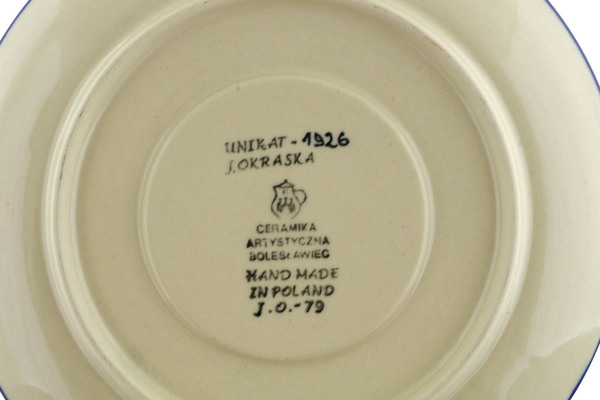 UNIKAT - 1926
J. OKRASKA
CERAMIKA
ARTYSTYCZNA
BOLESŁAWIEC
HAND MADE
IN POLAND
J.O.-79